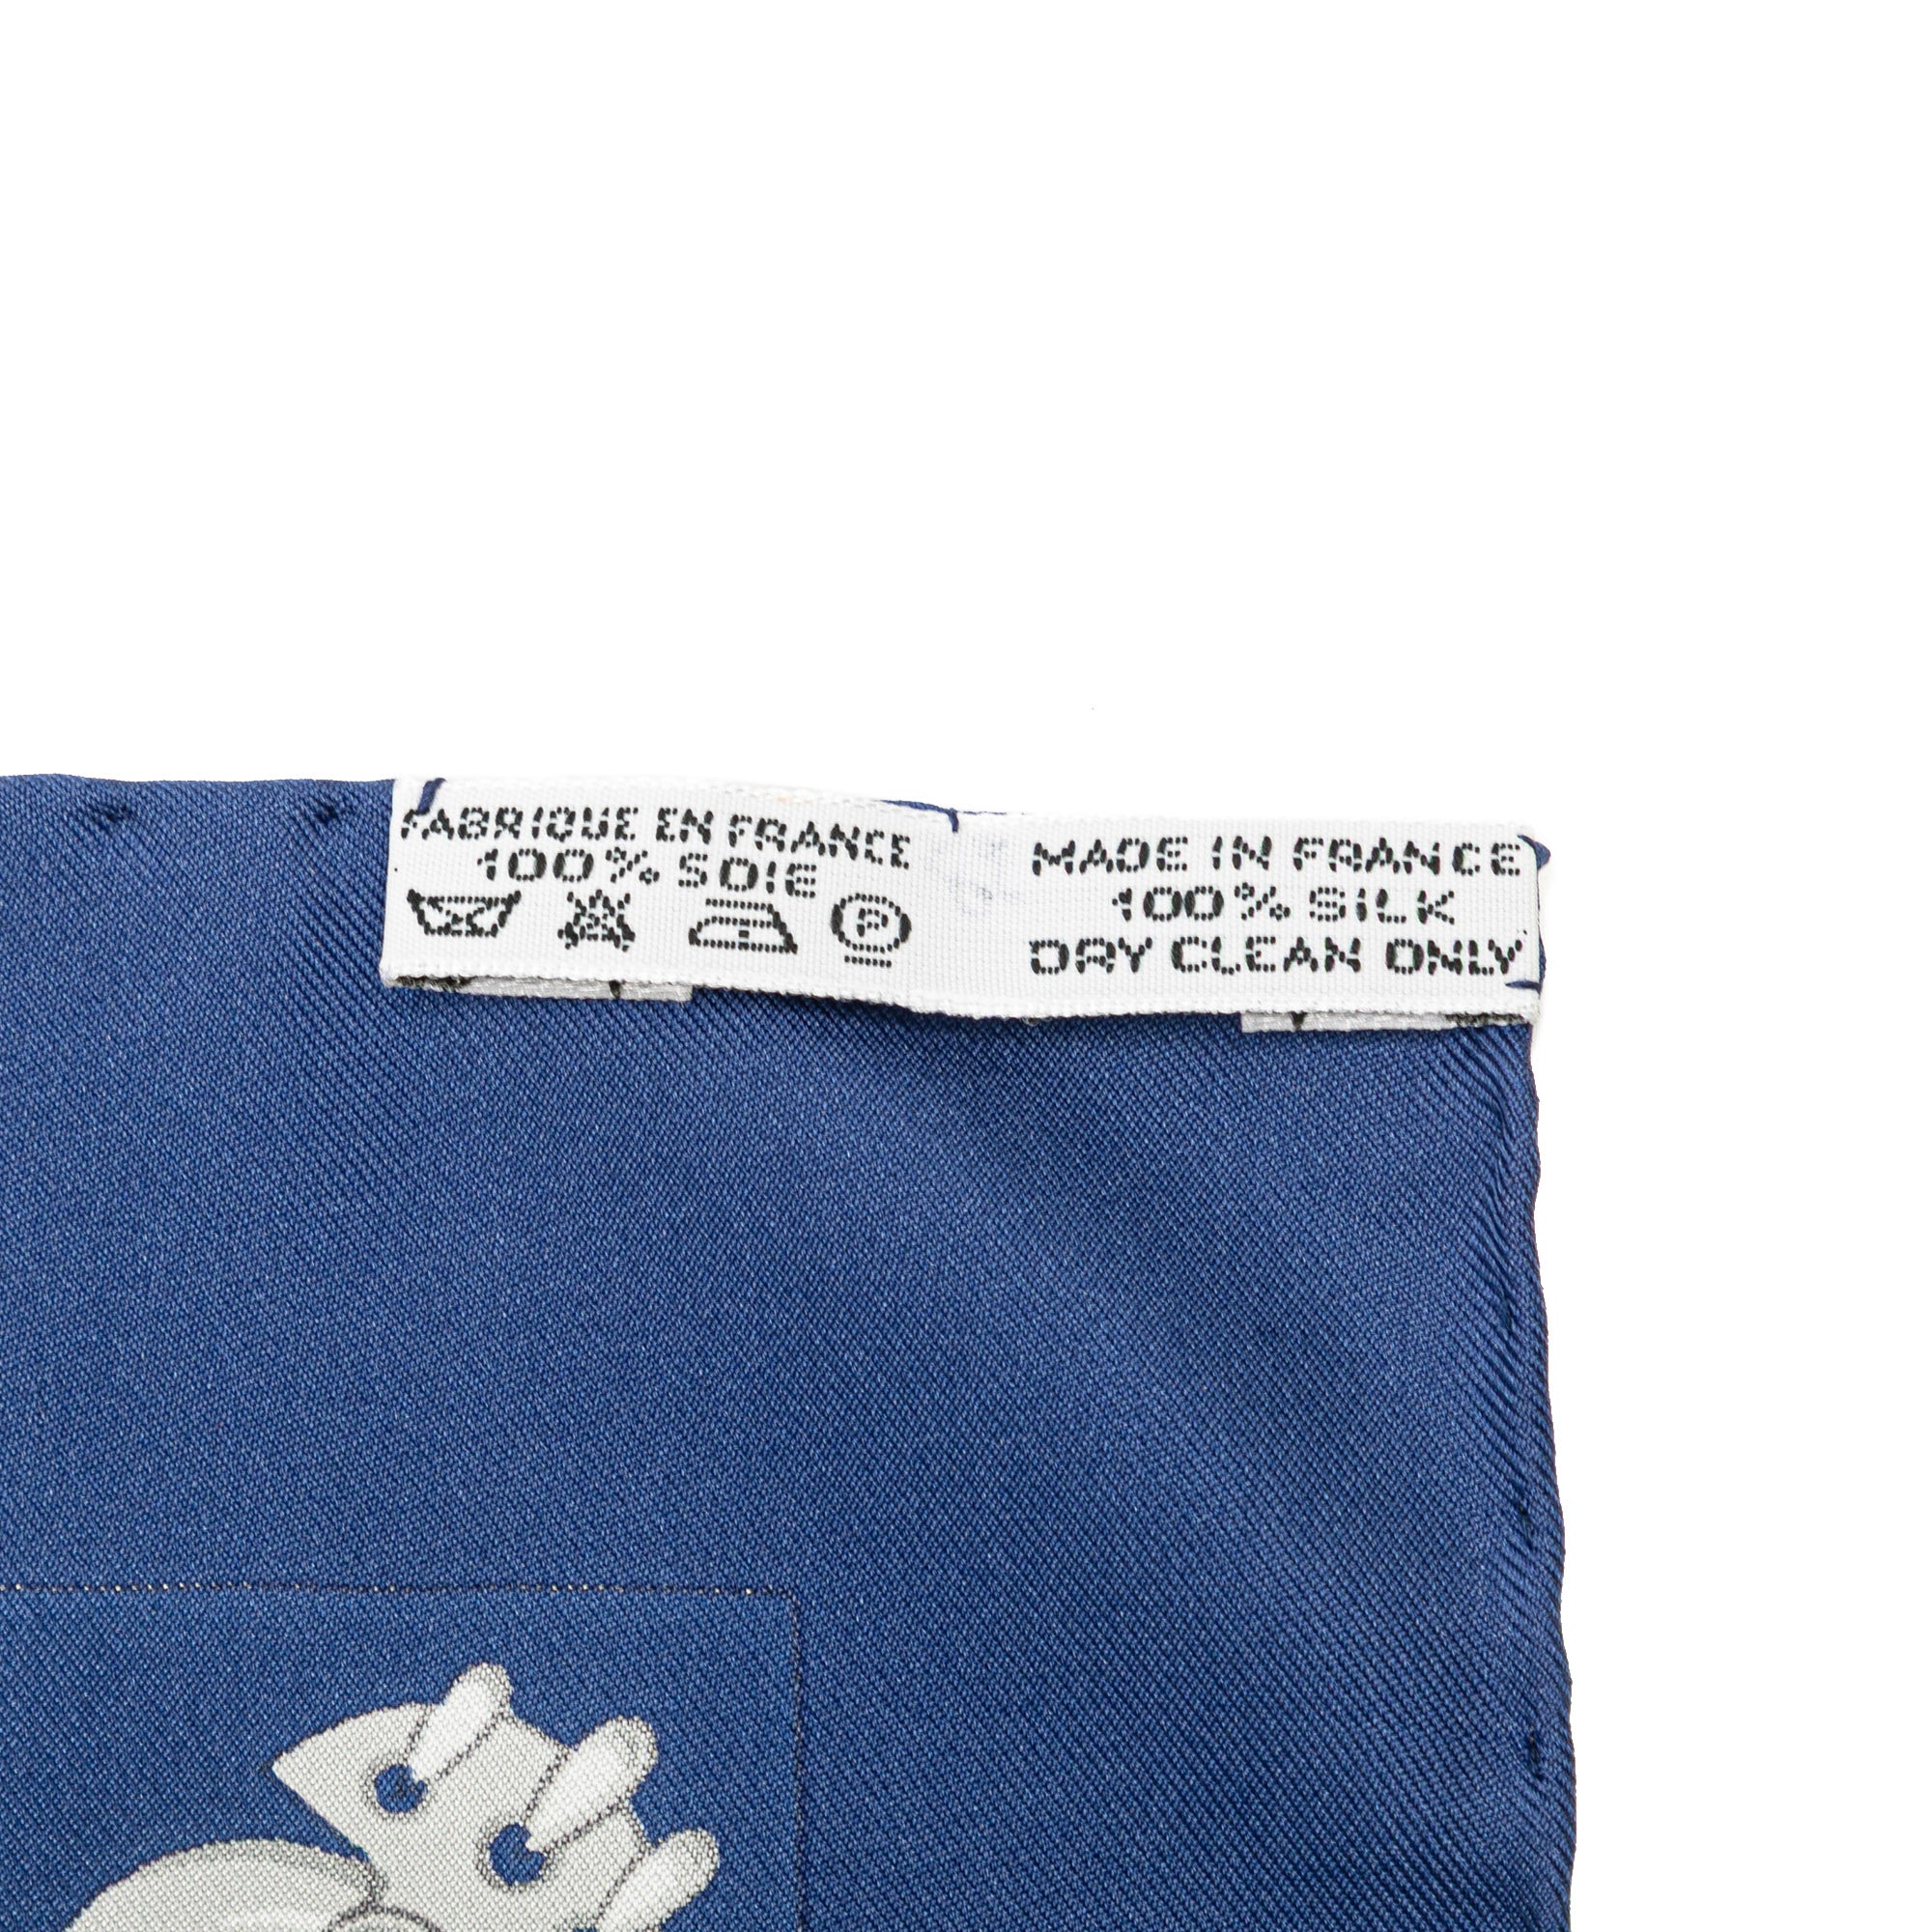 FABRIQUE EN FRANCE
100% SOIE
P
MADE IN FRANCE
100% SILK
DRY CLEAN ONLY